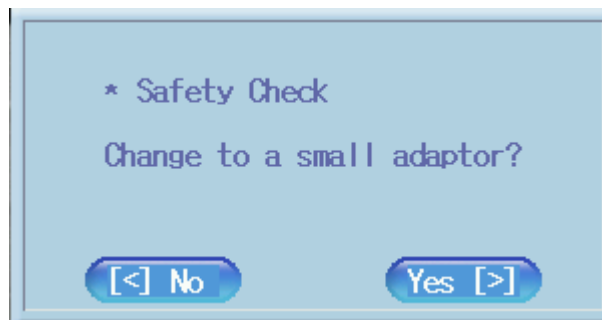 * Safety Check
Change to a small adaptor?
[<] No Yes [>]